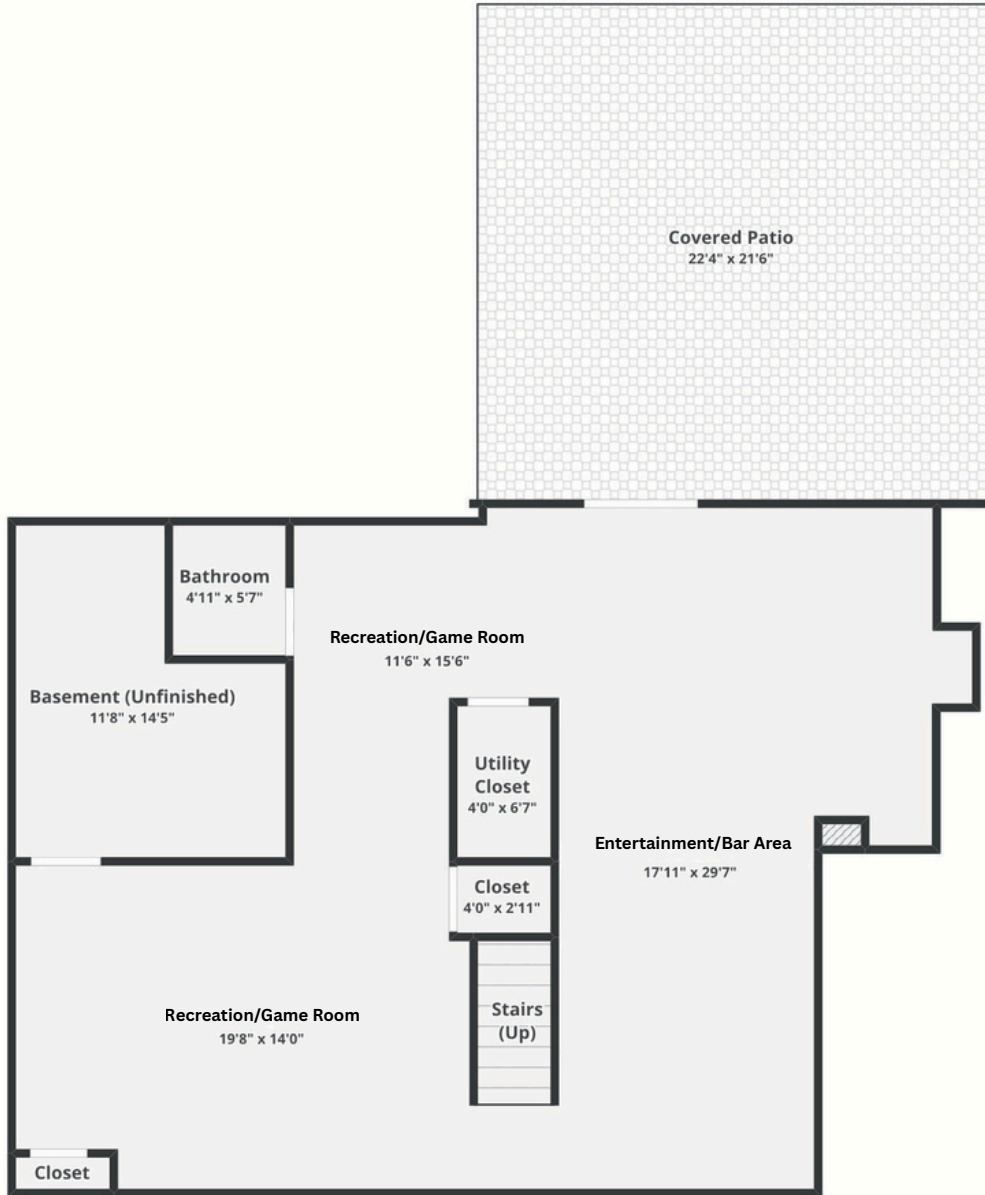 Covered Patio
22'4" x 21'6"
Bathroom
4'11" x 5'7"
Recreation/Game Room
11'6" x 15'6"
Basement (Unfinished)
11'8" x 14'5"
Utility
Closet
4'0" x 6'7"
Entertainment/Bar Area
17'11" x 29'7"
Closet
4'0" x 2'11"
Recreation/Game Room
19'8" x 14'0"
Stairs
(Up)
Closet